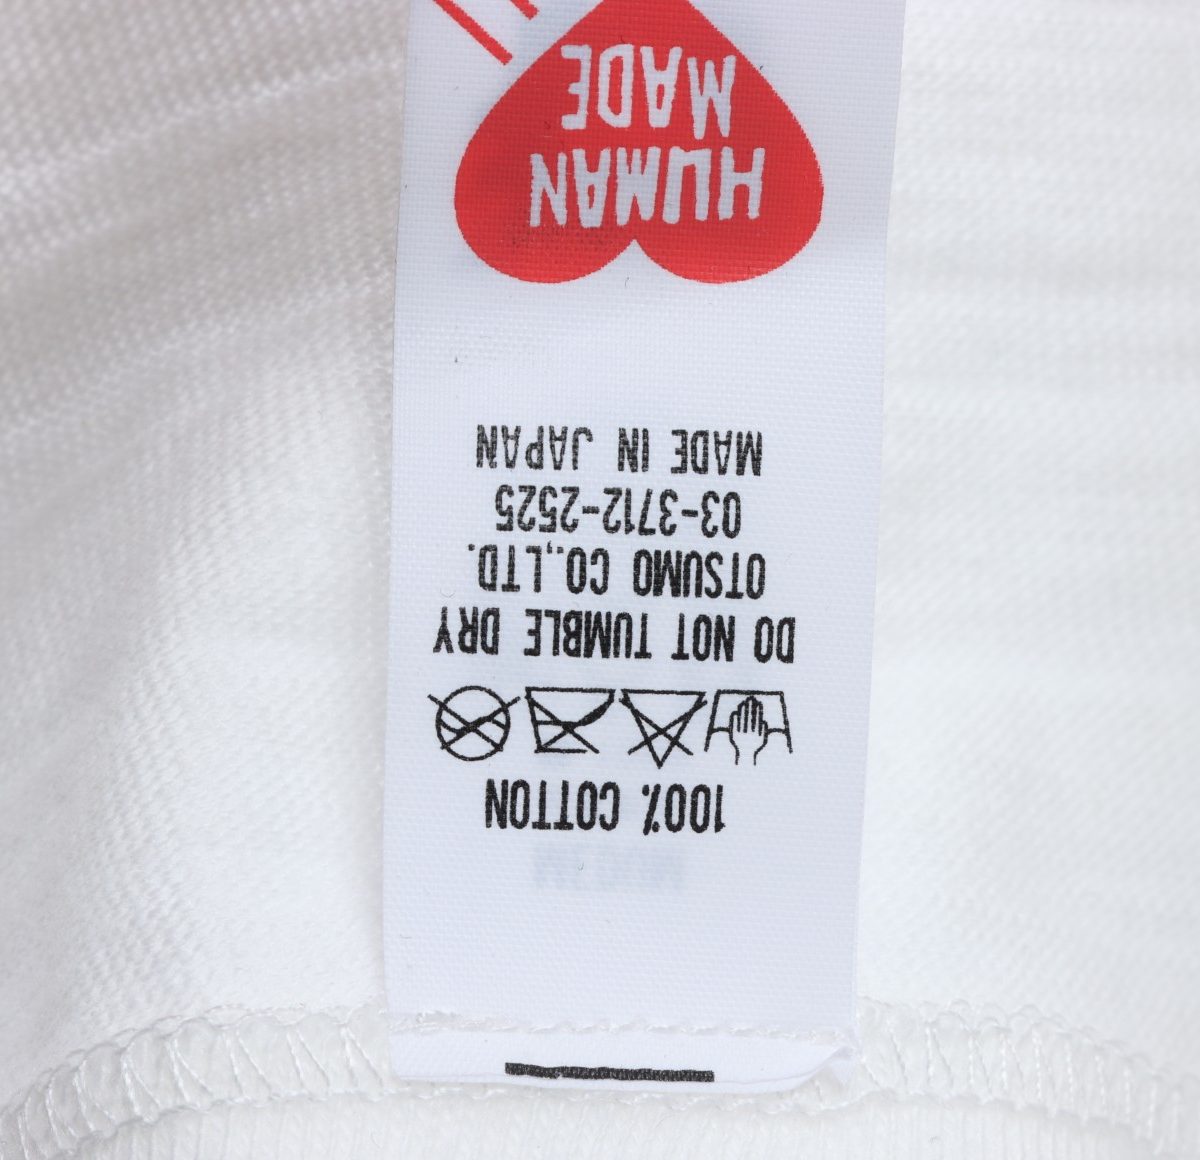 100% COTTON
DO NOT TUMBLE DRY
OTSUMO CO.,LTD.
03-3712-2525
MADE IN JAPAN
HUMAN
MADE